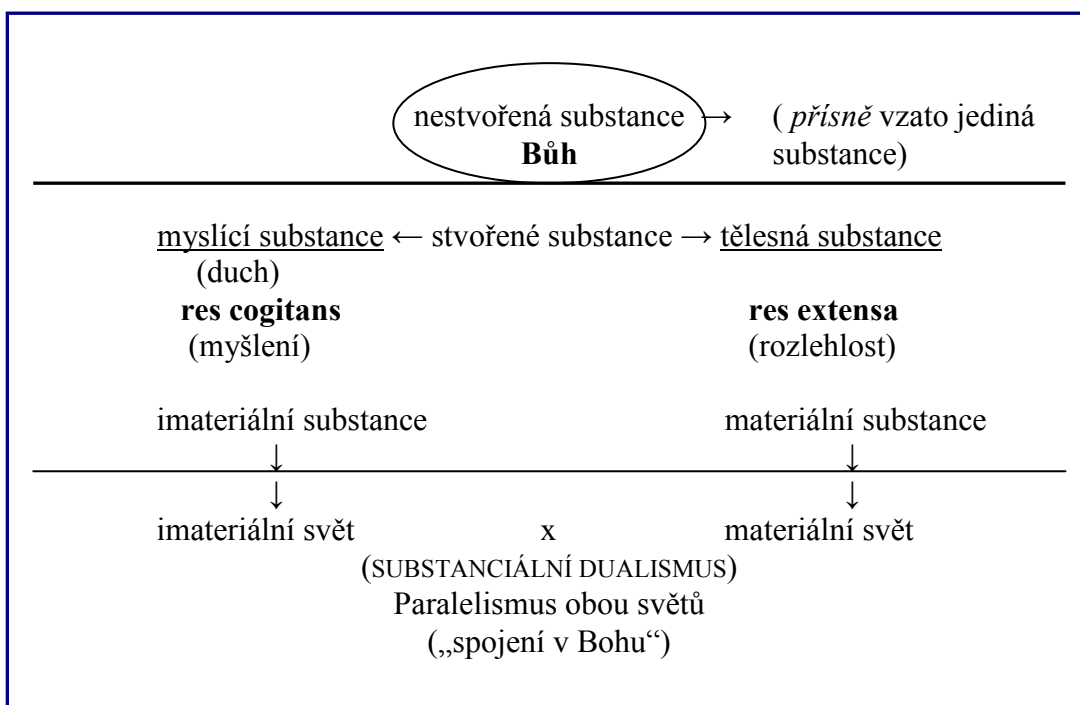 nestvořená substance → ( přísně vzato jediná
Bůh substance)
myslící substance ← stvořené substance → tělesná substance
(duch)
res cogitans res extensa
(myšlení) (rozlehlost)
imateriální substance materiální substance
↓ ↓
↓ ↓
imateriální svět x materiální svět
(SUBSTANCIÁLNÍ DUALISMUS)
Paralelismus obou světů
(„spojení v Bohu“)